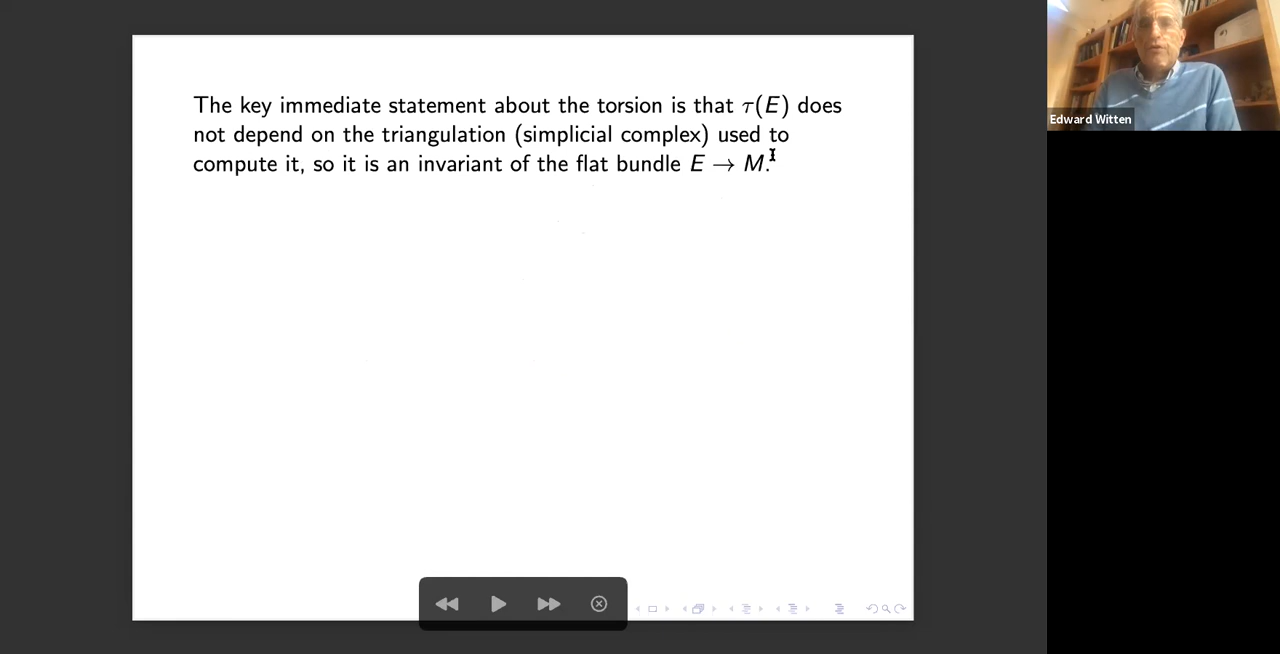 The key immediate statement about the torsion is that τ(E) does
not depend on the triangulation (simplicial complex) used to
compute it, so it is an invariant of the flat bundle E → M.
Edward Witten